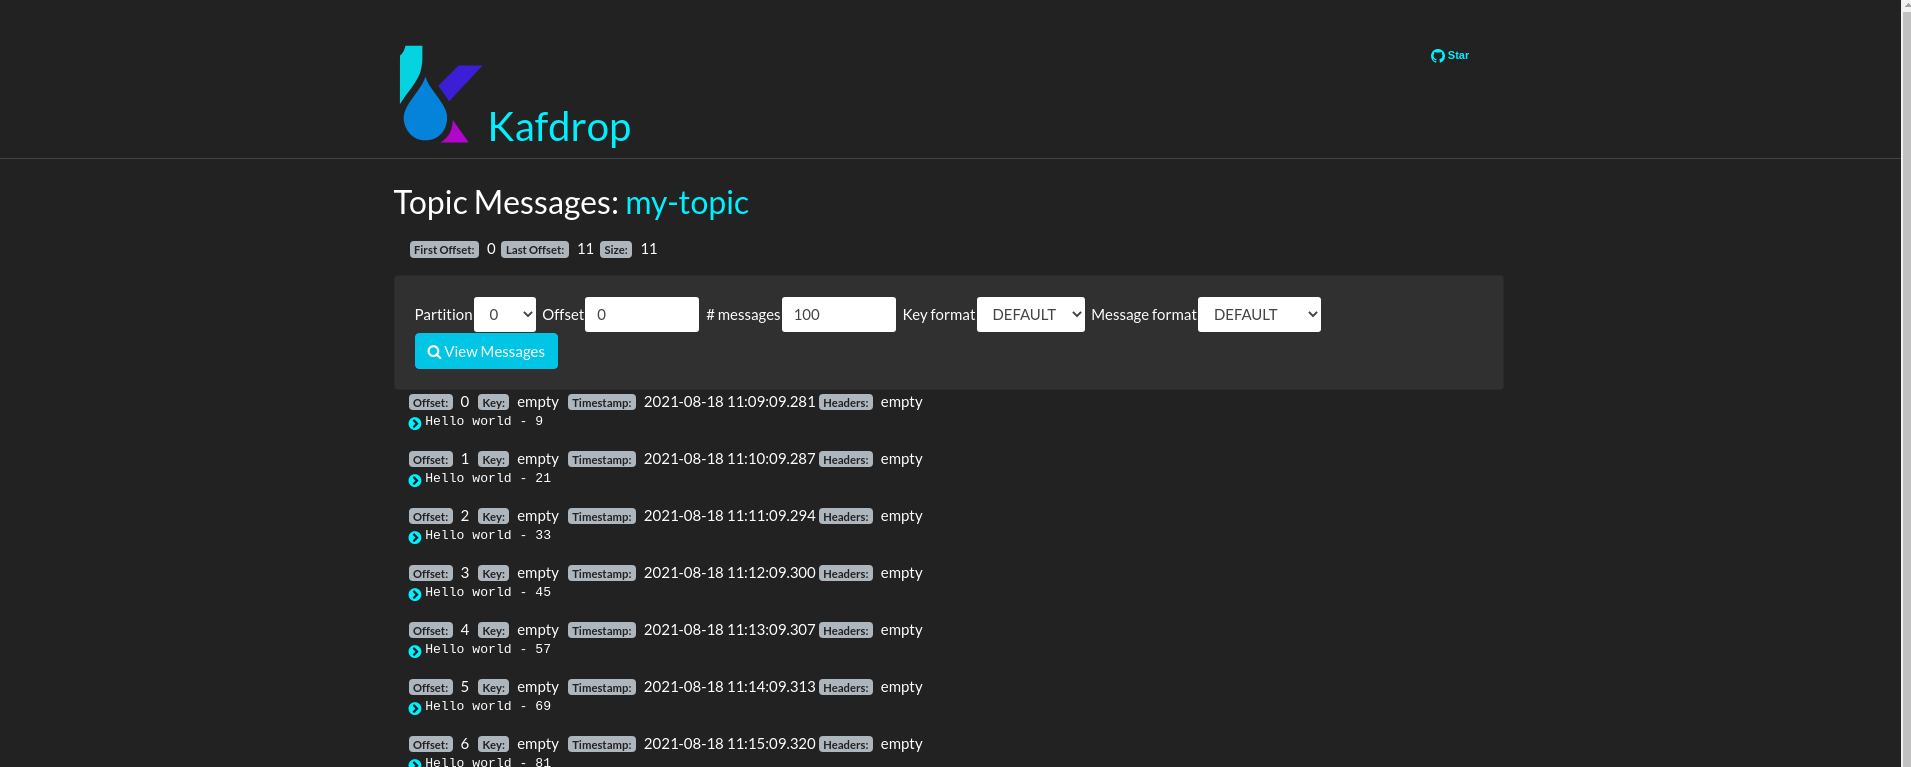 Star
Kafdrop
Topic Messages: my-topic
First Offset: 0 Last Offset: 11 Size: 11
Partition 0 Offset 0 # messages 100 Key format DEFAULT Message format DEFAULT
View Messages
Offset: 0 Key: empty Timestamp: 2021-08-18 11:09:09.281 Headers: empty
Hello world - 9
Offset: 1 Key: empty Timestamp: 2021-08-18 11:10:09.287 Headers: empty
Hello world - 21
Offset: 2 Key: empty Timestamp: 2021-08-18 11:11:09.294 Headers: empty
Hello world - 33
Offset: 3 Key: empty Timestamp: 2021-08-18 11:12:09.300 Headers: empty
Hello world - 45
Offset: 4 Key: empty Timestamp: 2021-08-18 11:13:09.307 Headers: empty
Hello world - 57
Offset: 5 Key: empty Timestamp: 2021-08-18 11:14:09.313 Headers: empty
Hello world - 69
Offset: 6 Key: empty Timestamp: 2021-08-18 11:15:09.320 Headers: empty
Hello world - 81